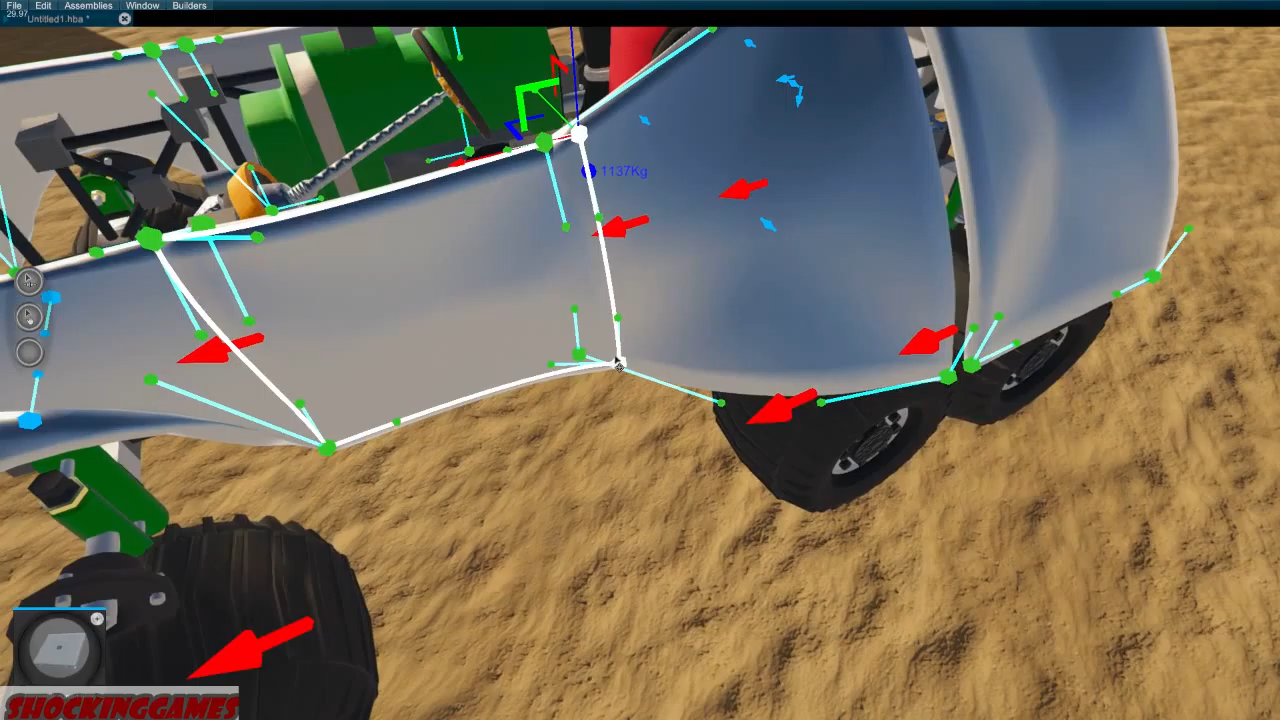 File Edit Assemblies Window Builders
29.97
Untitled1.hba *
1137Kg
SHOCKINGGAMES